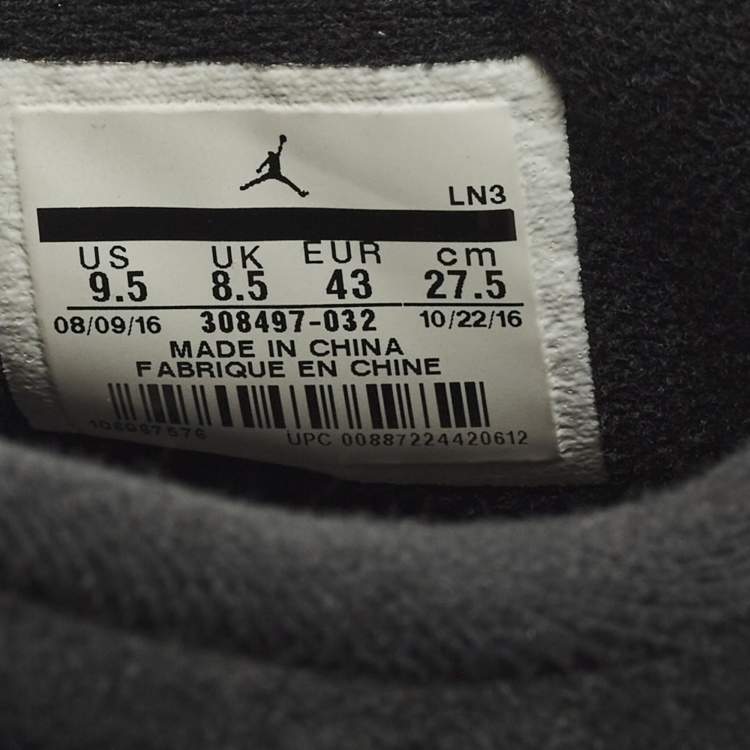 LN3
US UK EUR cm
9.5 8.5 43 27.5
08/09/16 308497-032 10/22/16
MADE IN CHINA
FABRIQUE EN CHINE
UPC 00887224420612